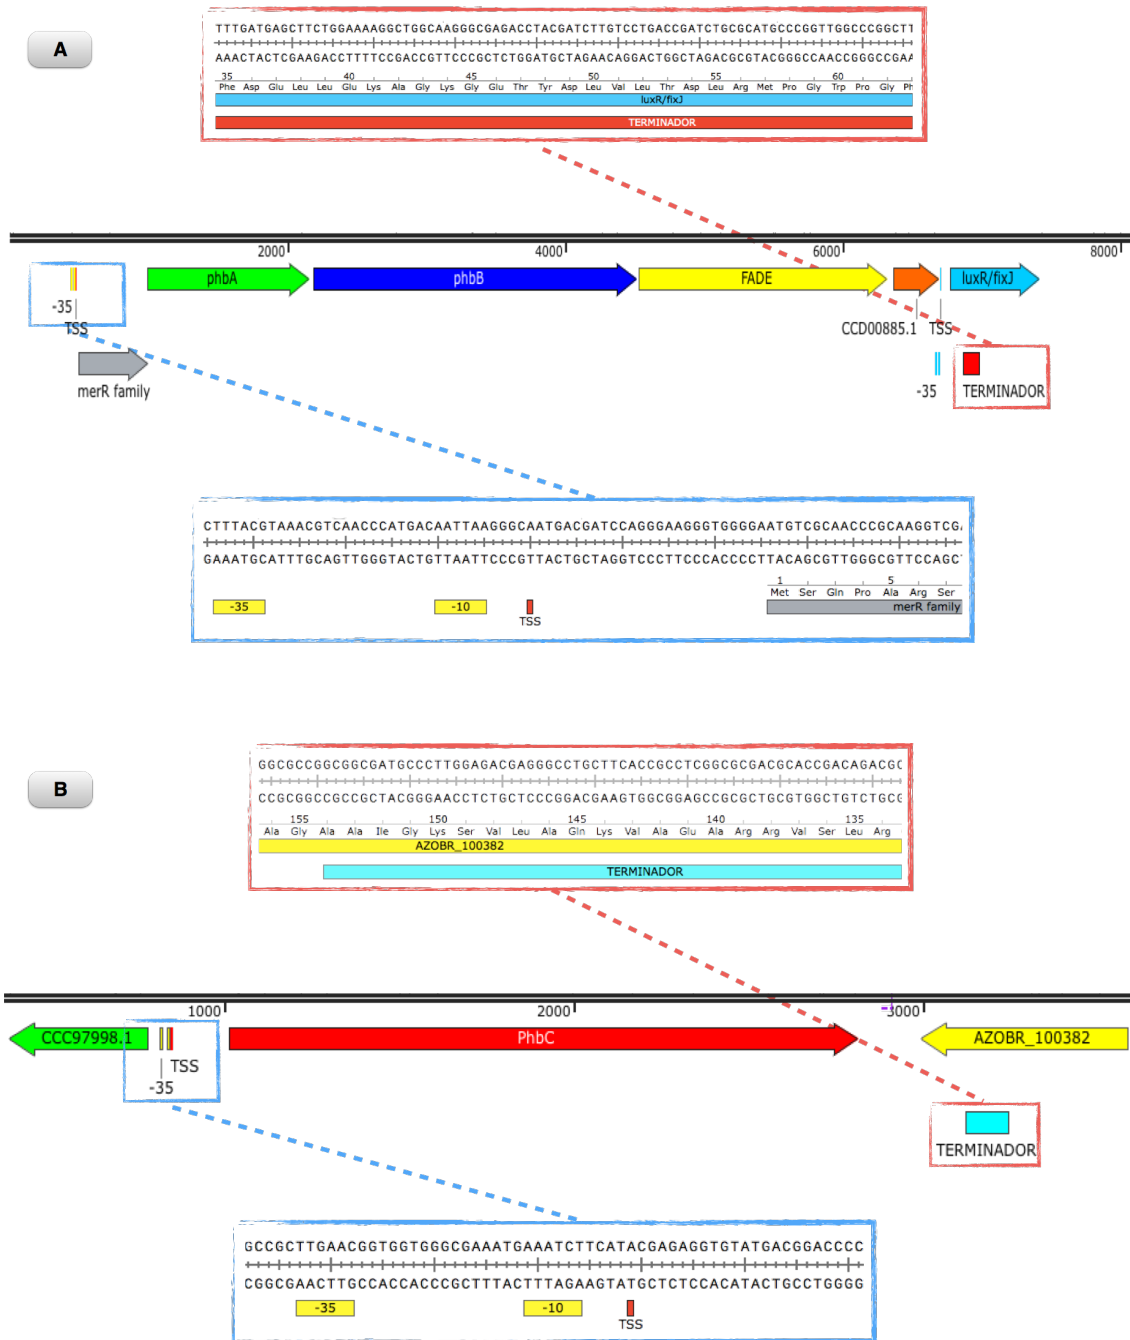 A
TTTGATGAGCTTCTGGAAAAGGCTGGCAAGGGCGAGACCTACGATCTTGTCCTGACCGATCTGCGCATGCCCGGTTGGCCCGGCTT
AAACTACTCGAAGACCTTTTCCGACCGTTCCCGCTCTGGATGCTAGAACAGGACTGGCTAGACGCGTACGGGCCAACCGGGCCGAA
35 40 45 50 55 60
Phe Asp Glu Leu Leu Glu Lys Ala Gly Lys Gly Glu Thr Tyr Asp Leu Val Leu Thr Asp Leu Arg Met Pro Gly Trp Pro Gly Ph
luxR/fixJ
TERMINADOR
2000 4000 6000 8000
phbA phbB FADE luxR/fixJ
-35
TSS
CCD00885.1 TSS
merR family
-35 TERMINADOR
CTTTACGTAAACGTCAACCCATGACAATTAAGGGCAATGACGATCCAGGGAAGGGTGGGGAATGTCGCAACCCGCAAGGTCG
GAAATGCATTTGCAGTTGGGTACTGTTAATTCCCGTTACTGCTAGGTCCCTTCCCACCCCTTACAGCGTTGGGCGTTCCAGC
1 5
Met Ser Gln Pro Ala Arg Ser
-35 -10 merR family
TSS
B
GGCGCCGGCGGCGATGCCCTTGGAGACGAGGGCCTGCTTCACCGCCTCGGCGCGACGCACCGACAGACGC
CCGCGGCCGCCGCTACGGGAACCTCTGCTCCCGGACGAAGTGGCGGAGCCGCGCTGCGTGGCTGTCTGCG
155 150 145 140 135
Ala Gly Ala Ala Ile Gly Lys Ser Val Leu Ala Gln Lys Val Ala Glu Ala Arg Arg Val Ser Leu Arg
AZOBR_100382
TERMINADOR
1000 2000 3000
CCC97998.1 PhbC AZOBR_100382
TSS
-35
TERMINADOR
GCCGCTTGAACGGTGGTGGGCGAAATGAAATCTTCATACGAGAGGTGTATGACGGACCCC
CGGCGAACTTGCCACCACCCGCTTTACTTTAGAAGTATGCTCTCCACATACTGCCTGGGG
-35 -10
TSS